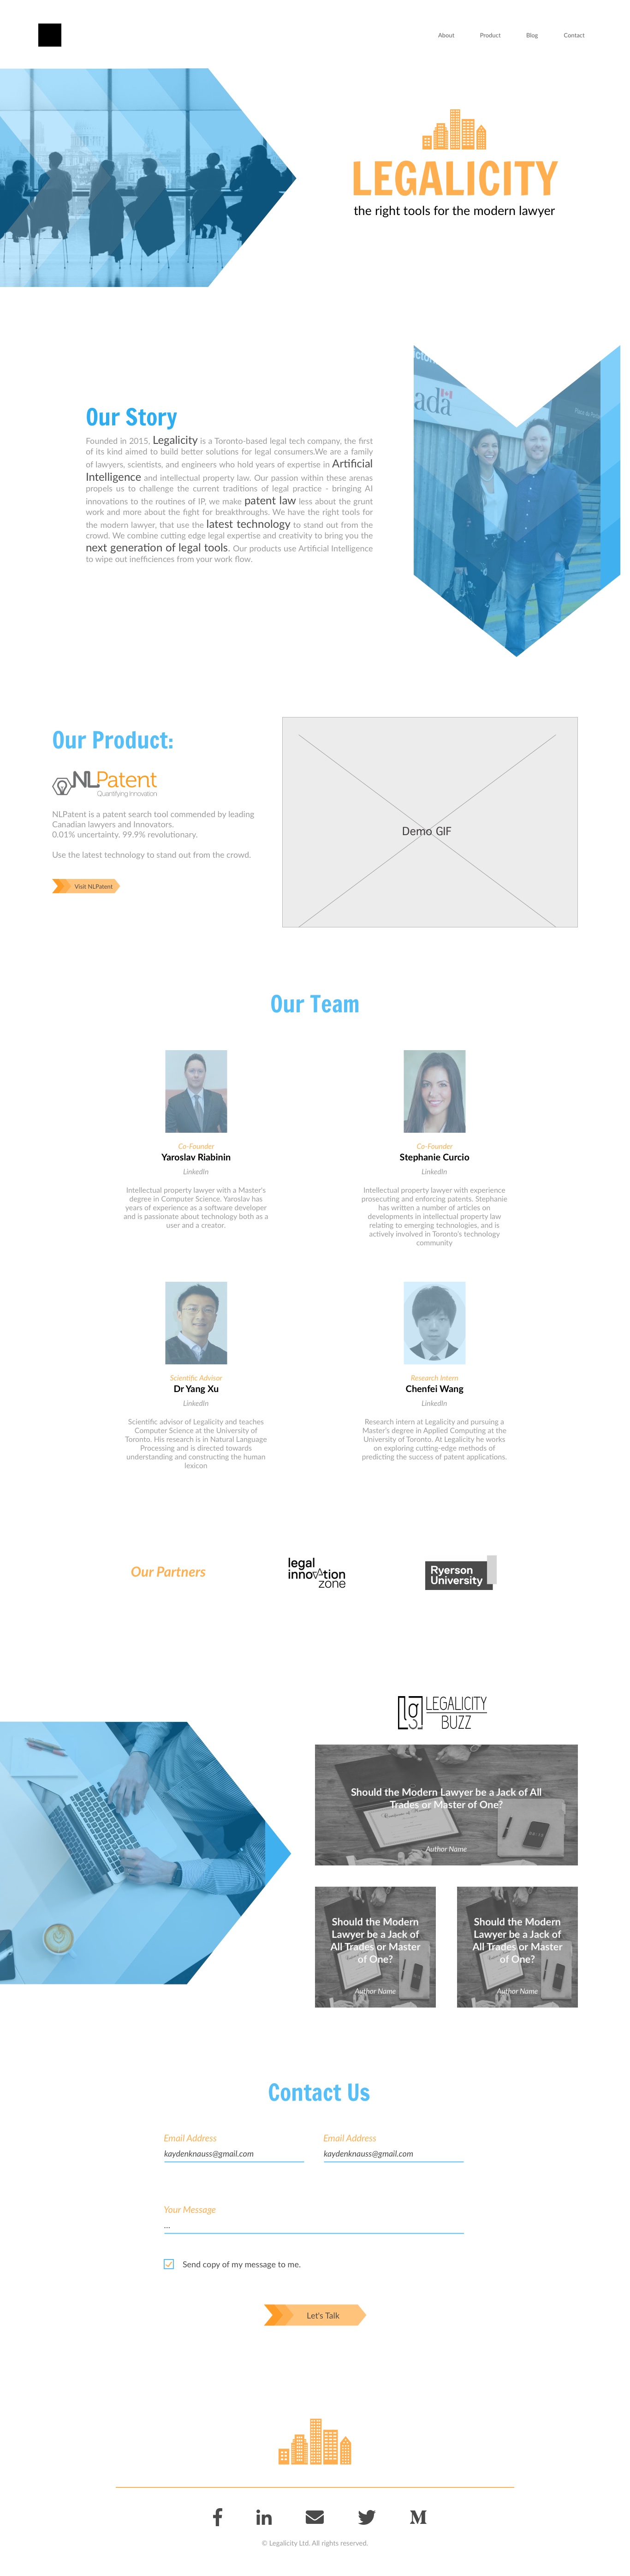 About Product Blog Contact
LEGALICITY
the right tools for the modern lawyer
ada
Our Story
Founded in 2015, Legalicity is a Toronto-based legal tech company, the first
of its kind aimed to build better solutions for legal consumers.We are a family
of lawyers, scientists, and engineers who hold years of expertise in Artificial
Intelligence and intellectual property law. Our passion within these arenas
propels us to challenge the current traditions of legal practice - bringing AI
innovations to the routines of IP, we make patent law less about the grunt
work and more about the fight for breakthroughs. We have the right tools for
the modern lawyer, that use the latest technology to stand out from the
crowd. We combine cutting edge legal expertise and creativity to bring you the
next generation of legal tools. Our products use Artificial Intelligence
to wipe out inefficiences from your work flow.
Our Product:
NLPatent
Quantifying Innovation
NLPatent is a patent search tool commended by leading
Canadian lawyers and Innovators.
0.01% uncertainty, 99.9% revolutionary.
Use the latest technology to stand out from the crowd.
Visit NLPatent
Demo GIF
Our Team
Co-Founder
Yaroslav Riabinin
LinkedIn
Intellectual property lawyer with a Master's
degree in Computer Science. Yaroslav has
years of experience as a software developer
and is passionate about technology both as a
user and a creator.
Co-Founder
Stephanie Curcio
LinkedIn
Intellectual property lawyer with experience
prosecuting and enforcing patents. Stephanie
has written a number of articles on
developments in intellectual property law
relating to emerging technologies, and is
actively involved in Toronto's technology
community
Scientific Advisor
Dr Yang Xu
LinkedIn
Scientific advisor of Legalicity and teaches
Computer Science at the University of
Toronto. His research is in Natural Language
Processing and is directed towards
understanding and constructing the human
lexicon
Research Intern
Chenfei Wang
LinkedIn
Research intern at Legalicity and pursuing a
Master's degree in Applied Computing at the
University of Toronto. At Legalicity he works
on exploring cutting-edge methods of
predicting the success of patent applications.
Our Partners
legal
innovation
zone
Ryerson
University
lg LEGALICITY
BUZZ
Should the Modern Lawyer be a Jack of All
Trades or Master of One?
Author Name
Should the Modern
Lawyer be a Jack of
All Trades or Master
of One?
Author Name
Should the Modern
Lawyer be a Jack of
All Trades or Master
of One?
Author Name
Contact Us
Email Address
kaydenknauss@gmail.com
Email Address
kaydenknauss@gmail.com
Your Message
...
Send copy of my message to me.
Let's Talk
© Legalicity Ltd. All rights reserved.